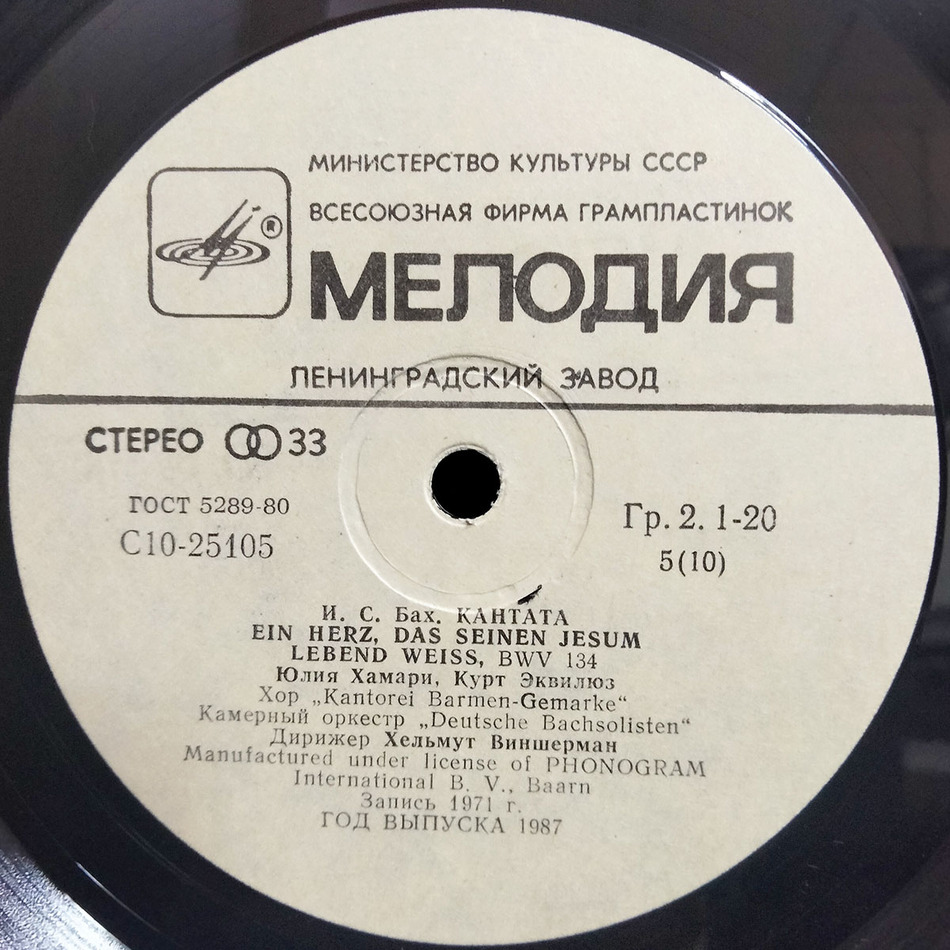 МИНИСТЕРСТВО КУЛЬТУРЫ СССР
ВСЕСОЮЗНАЯ ФИРМА ГРАМПЛАСТИНОК
®
МЕЛОДИЯ
ЛЕНИНГРАДСКИЙ ЗАВОД
СТЕРЕО 33
ГОСТ 5289-80
С10-25105
Гр. 2. 1-20
5(10)
И. С. Бах. КАНТАТА
EIN HERZ, DAS SEINEN JESUM
LEBEND WEISS, BWV 134
Юлия Хамари, Курт Эквилюз
Хор „Kantorei Barmen-Gemarke“
Камерный оркестр „Deutsche Bachsolisten“
Дирижер Хельмут Виншерман
Manufactured under license of PHONOGRAM
International B. V., Baarn
Запись 1971 г.
ГОД ВЫПУСКА 1987